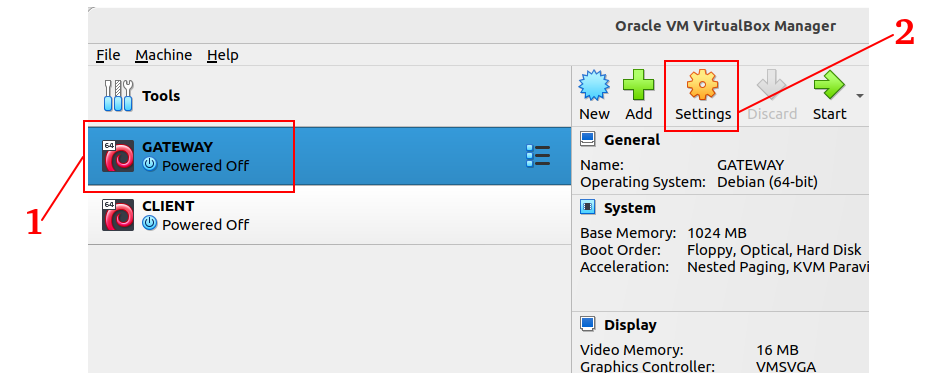 Oracle VM VirtualBox Manager
2
File Machine Help
Tools
New Add Settings Discard Start
1
64
GATEWAY
Powered Off
64
CLIENT
Powered Off
General
Name: GATEWAY
Operating System: Debian (64-bit)
System
Base Memory: 1024 MB
Boot Order: Floppy, Optical, Hard Disk
Acceleration: Nested Paging, KVM Paravi
Display
Video Memory: 16 MB
Graphics Controller: VMSVGA